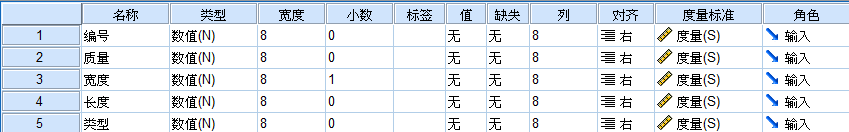 名称 类型 宽度 小数 标签 值 缺失 列 对齐 度量标准 角色
1 编号 数值(N) 8 0 无 无 8 右 度量(S) 输入
2 质量 数值(N) 8 0 无 无 8 右 度量(S) 输入
3 宽度 数值(N) 8 1 无 无 8 右 度量(S) 输入
4 长度 数值(N) 8 0 无 无 8 右 度量(S) 输入
5 类型 数值(N) 8 0 无 无 8 右 度量(S) 输入